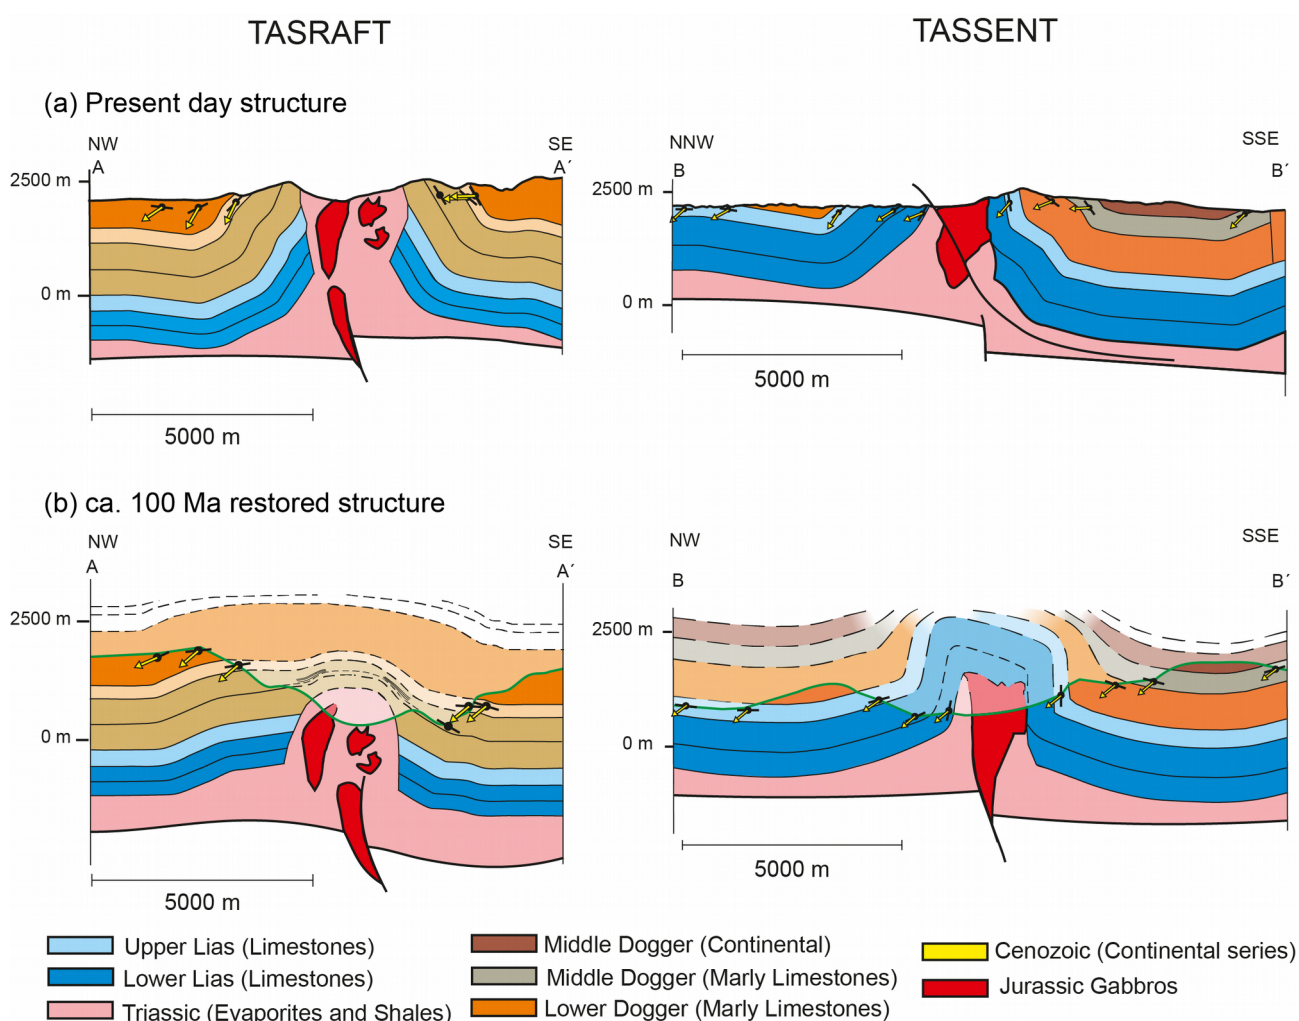 TASRAFT
TASSENT
(a) Present day structure
NW
SE
A
A´
2500 m
0 m
5000 m
NNW
SSE
B
B´
2500 m
0 m
5000 m
(b) ca. 100 Ma restored structure
NW
SE
A
A´
2500 m
0 m
5000 m
NW
SSE
B
B´
2500 m
0 m
5000 m
Upper Lias (Limestones)
Lower Lias (Limestones)
Triassic (Evaporites and Shales)
Middle Dogger (Continental)
Middle Dogger (Marly Limestones)
Lower Dogger (Marly Limestones)
Cenozoic (Continental series)
Jurassic Gabbros